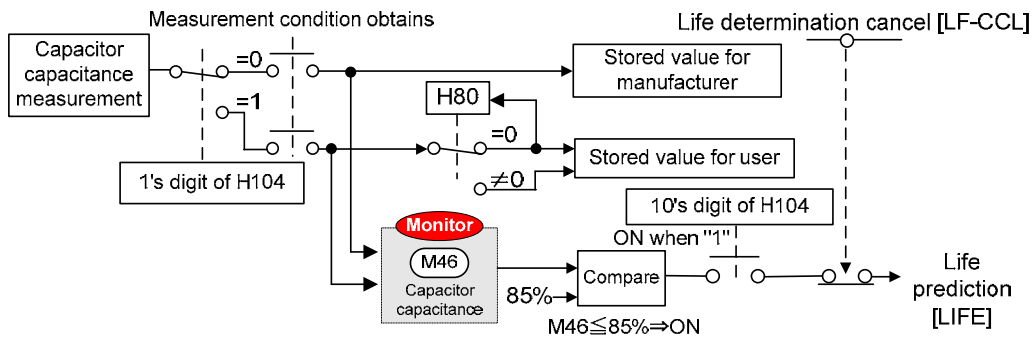 Measurement condition obtains
Life determination cancel [LF-CCL]
Capacitor
capacitance
measurement
=0
=1
Stored value for
manufacturer
H80
=0
≠0
Stored value for user
1's digit of H104
10's digit of H104
ON when "1"
Monitor
M46
Capacitor
capacitance
85%
Compare
M46≦85%⇒ON
Life
prediction
[LIFE]